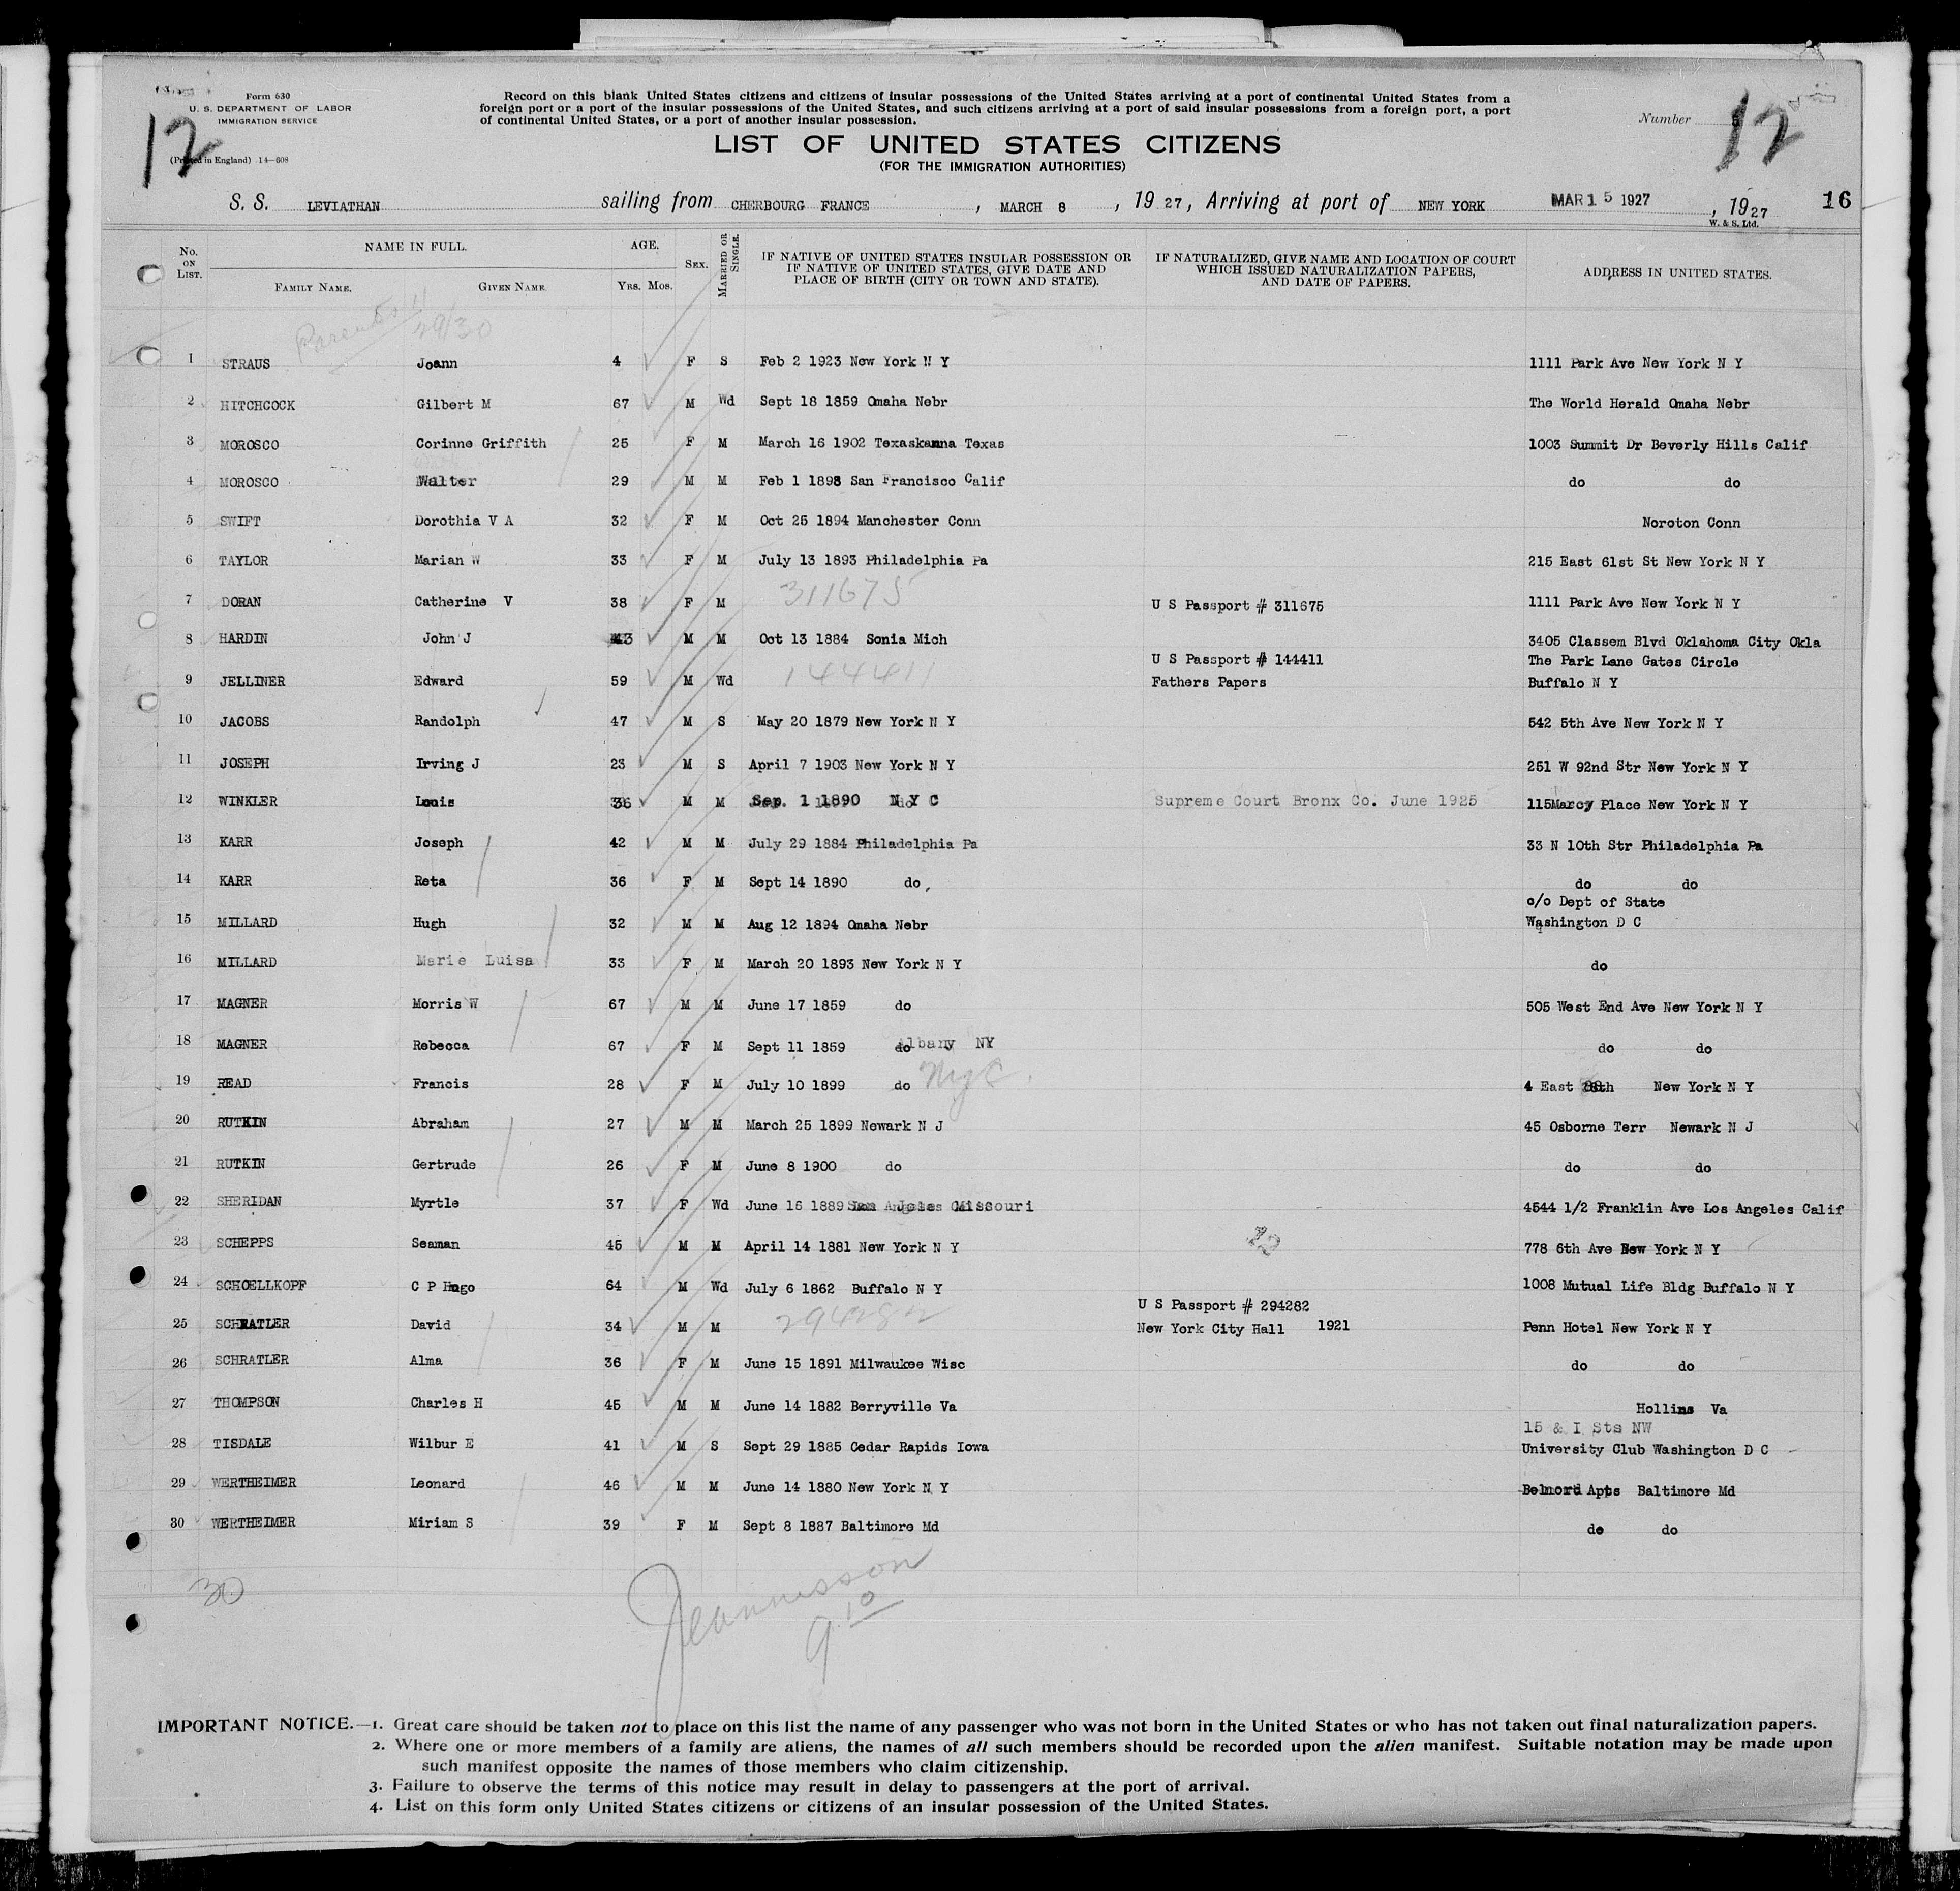 Form 630
U. S. DEPARTMENT OF LABOR
IMMIGRATION SERVICE
(Printed in England) 14—608
12
Record on this blank United States citizens and citizens of insular possessions of the United States arriving at a port of continental United States from a
foreign port or a port of the insular possessions of the United States, and such citizens arriving at a port of said insular possessions from a foreign port, a port
of continental United States, or a part of another insular possession.
Number
12
LIST OF UNITED STATES CITIZENS
(FOR THE IMMIGRATION AUTHORITIES)
S. S. LEVIATHAN sailing from CHERBOURG FRANCE , MARCH 8 , 19 27, Arriving at port of NEW YORK MAR 15 1927 , 19 27 16
W. & S. Ltd.
No. ON LIST. NAME IN FULL. FAMILY NAME. GIVEN NAME. AGE. YRS. MOS. SEX. MARRIED OR SINGLE. IF NATIVE OF UNITED STATES INSULAR POSSESSION OR IF NATIVE OF UNITED STATES, GIVE DATE AND PLACE OF BIRTH (CITY OR TOWN AND STATE). IF NATURALIZED, GIVE NAME AND LOCATION OF COURT WHICH ISSUED NATURALIZATION PAPERS, AND DATE OF PAPERS. ADDRESS IN UNITED STATES.
29/30
1 STRAUS Joann 4 F S Feb 2 1923 New York N Y 1111 Park Ave New York N Y
2 HITCHCOCK Gilbert M 67 M Wd Sept 18 1859 Omaha Nebr The World Herald Omaha Nebr
3 MOROSCO Corinne Griffith 25 F M March 16 1902 Texaskanna Texas 1003 Summit Dr Beverly Hills Calif
4 MOROSCO Walter 29 M M Feb 1 1898 San Francisco Calif do do
5 SWIFT Dorothia V A 32 F M Oct 25 1894 Manchester Conn Noroton Conn
6 TAYLOR Marian W 33 F M July 13 1893 Philadelphia Pa 215 East 61st St New York N Y
7 DORAN Catherine V 38 F M 311675 U S Passport # 311675 1111 Park Ave New York N Y
8 HARDIN John J 43 M M Oct 13 1884 Sonia Mich 3405 Classem Blvd Oklahoma City Okla
U S Passport # 144411 The Park Lane Gates Circle
9 JELLINER Edward 59 M Wd 144411 Fathers Papers Buffalo N Y
10 JACOBS Randolph 47 M S May 20 1879 New York N Y 542 5th Ave New York N Y
11 JOSEPH Irving J 23 M S April 7 1903 New York N Y 251 W 92nd Str New York N Y
12 WINKLER Louis 36 M M Sep. 1 1890 N Y C Supreme Court Bronx Co. June 1925 115 Marcy Place New York N Y
13 KARR Joseph 42 M M July 29 1884 Philadelphia Pa 33 N 10th Str Philadelphia Pa
14 KARR Reta 36 F M Sept 14 1890 do do do
c/o Dept of State
15 MILLARD Hugh 32 M M Aug 12 1894 Omaha Nebr Washington D C
16 MILLARD Marie Luisa 33 F M March 20 1893 New York N Y do
17 MAGNER Morris W 67 M M June 17 1859 do 505 West End Ave New York N Y
18 MAGNER Rebecca 67 F M Sept 11 1859 do Albany NY do do
19 READ Francis 28 F M July 10 1899 do NYC. 4 East 88th New York N Y
20 RUTKIN Abraham 27 M M March 25 1899 Newark N J 45 Osborne Terr Newark N J
21 RUTKIN Gertrude 26 F M June 8 1900 do do do
22 SHERIDAN Myrtle 37 F Wd June 16 1889 Missouri 4544 1/2 Franklin Ave Los Angeles Calif
23 SCHEPPS Seaman 45 M M April 14 1881 New York N Y 778 6th Ave New York N Y
12
24 SCHOELLKOPF C P Hugo 64 M Wd July 6 1862 Buffalo N Y 1008 Mutual Life Bldg Buffalo N Y
U S Passport # 294282
25 SCHRATLER David 34 M M 294282 New York City Hall 1921 Penn Hotel New York N Y
26 SCHRATLER Alma 36 F M June 15 1891 Milwaukee Wisc do do
27 THOMPSON Charles H 45 M M June 14 1882 Berryville Va Hollins Va
15 & I Sts NW
28 TISDALE Wilbur E 41 M S Sept 29 1885 Cedar Rapids Iowa University Club Washington D C
29 WERTHEIMER Leonard 46 M M June 14 1880 New York N Y Belnord Apts Baltimore Md
30 WERTHEIMER Miriam S 39 F M Sept 8 1887 Baltimore Md do do
30
9 10
IMPORTANT NOTICE.—1. Great care should be taken not to place on this list the name of any passenger who was not born in the United States or who has not taken out final naturalization papers.
2. Where one or more members of a family are aliens, the names of all such members should be recorded upon the alien manifest. Suitable notation may be made upon
such manifest opposite the names of those members who claim citizenship.
3. Failure to observe the terms of this notice may result in delay to passengers at the port of arrival.
4. List on this form only United States citizens or citizens of an insular possession of the United States.